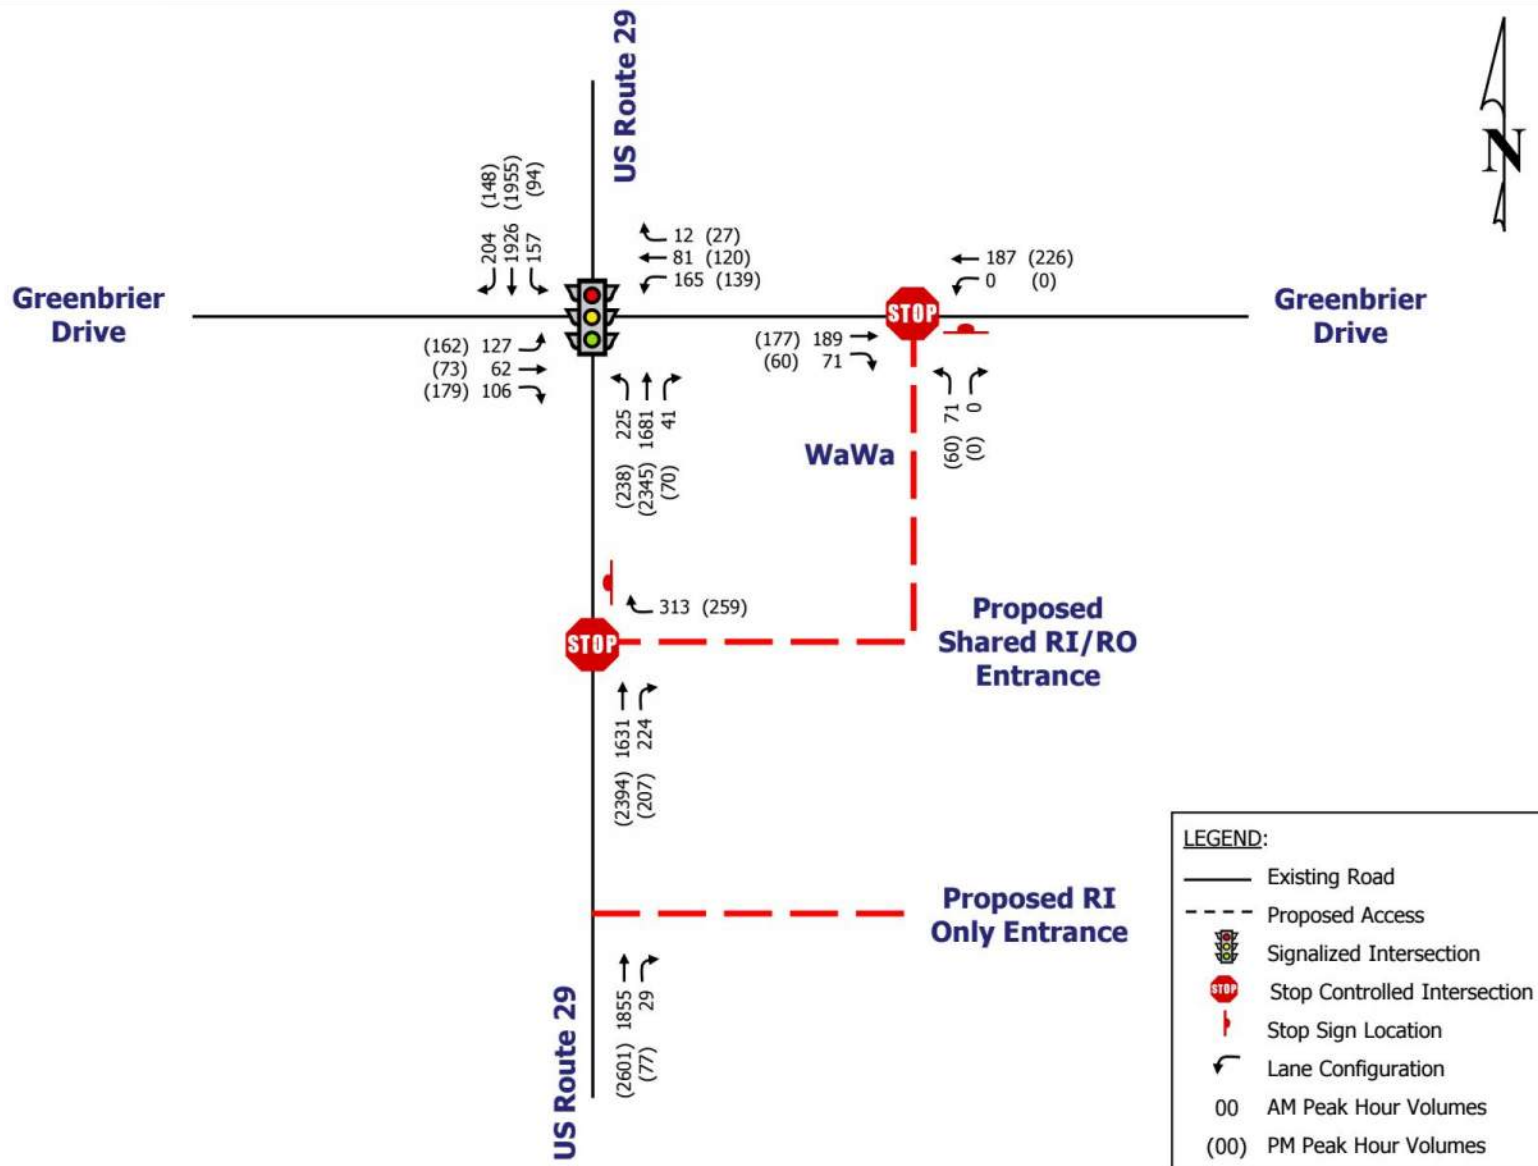 US Route 29
N
(148)
(1955)
(94)
204
1926
157
12 (27)
81 (120)
165 (139)
187 (226)
0 (0)
Greenbrier
Drive
STOP
Greenbrier
Drive
(162) 127
(73) 62
(179) 106
(177) 189
(60) 71
225
1681
41
(238)
(2345)
(70)
71
0
(60)
(0)
WaWa
313 (259)
STOP
Proposed
Shared RI/RO
Entrance
1631
224
(2394)
(207)
Proposed RI
Only Entrance
1855
29
(2601)
(77)
US Route 29
LEGEND:
Existing Road
Proposed Access
Signalized Intersection
STOP Stop Controlled Intersection
Stop Sign Location
Lane Configuration
00 AM Peak Hour Volumes
(00) PM Peak Hour Volumes